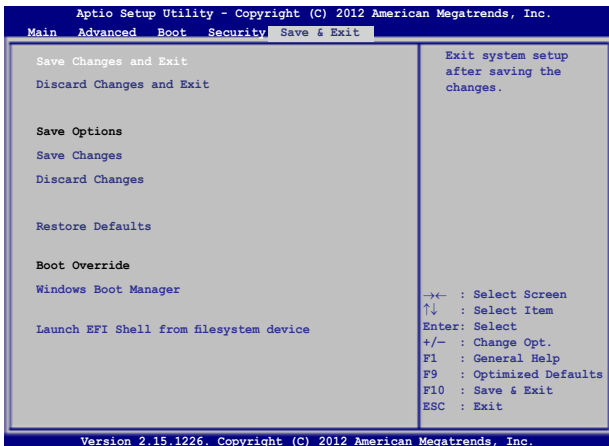 Aptio Setup Utility - Copyright (C) 2012 American Megatrends, Inc.
Main Advanced Boot Security Save & Exit
Save Changes and Exit
Discard Changes and Exit
Save Options
Save Changes
Discard Changes
Restore Defaults
Boot Override
Windows Boot Manager
Launch EFI Shell from filesystem device
Exit system setup
after saving the
changes.
→← : Select Screen
↑↓ : Select Item
Enter: Select
+/— : Change Opt.
F1 : General Help
F9 : Optimized Defaults
F10 : Save & Exit
ESC : Exit
Version 2.15.1226. Copyright (C) 2012 American Megatrends, Inc.